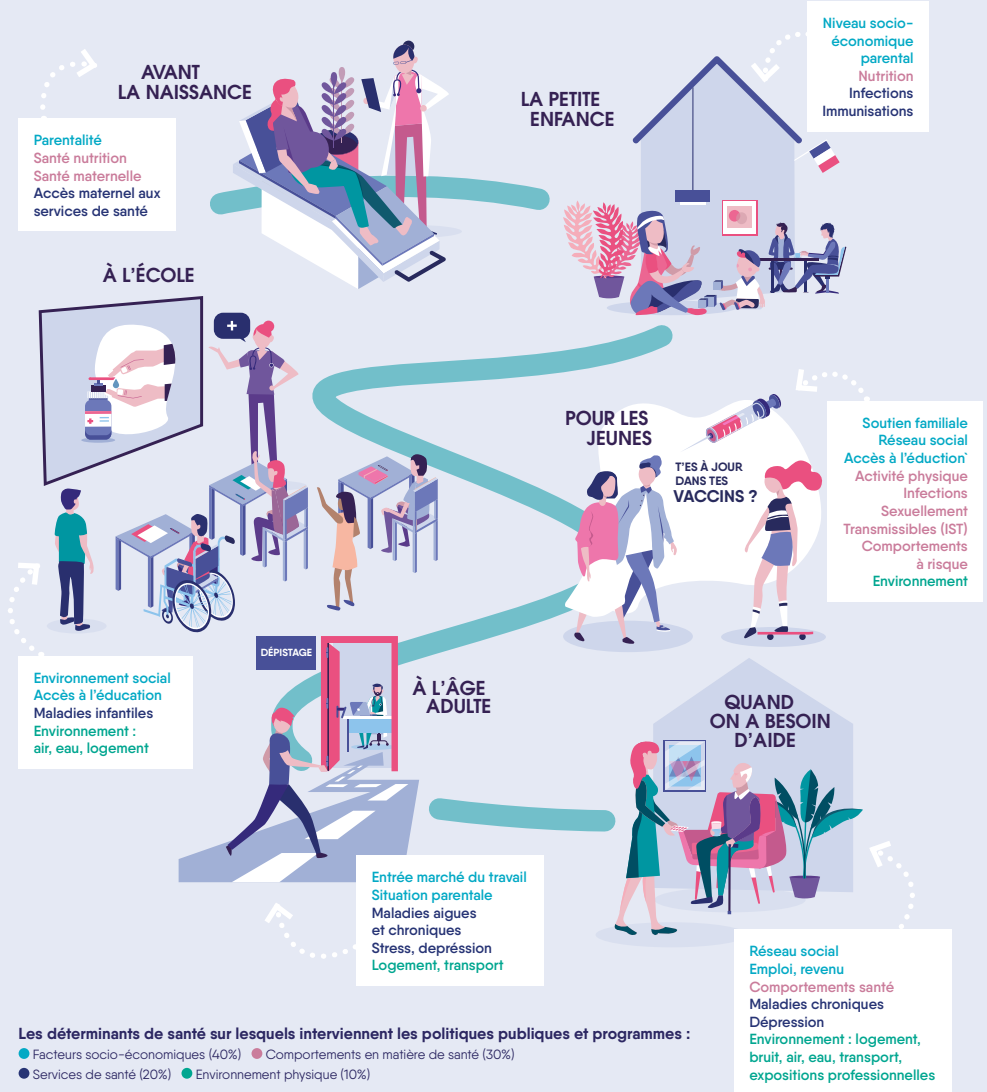 AVANT
LA NAISSANCE
Parentalité
Santé nutrition
Santé maternelle
Accès maternel aux
services de santé
LA PETITE
ENFANCE
Niveau socio-
économique
parental
Nutrition
Infections
Immunisations
À L'ÉCOLE
+
Environnement social
Accès à l'éducation
Maladies infantiles
Environnement :
air, eau, logement
POUR LES
JEUNES
T'ES À JOUR
DANS TES
VACCINS ?
Soutien familiale
Réseau social
Accès à l'éduction`
Activité physique
Infections
Sexuellement
Transmissibles (IST)
Comportements
à risque
Environnement
DÉPISTAGE
À L'ÂGE
ADULTE
Entrée marché du travail
Situation parentale
Maladies aigues
et chroniques
Stress, depréssion
Logement, transport
QUAND
ON A BESOIN
D'AIDE
Réseau social
Emploi, revenu
Comportements santé
Maladies chroniques
Dépression
Environnement : logement,
bruit, air, eau, transport,
expositions professionnelles
Les déterminants de santé sur lesquels interviennent les politiques publiques et programmes :
Facteurs socio-économiques (40%) Comportements en matière de santé (30%)
Services de santé (20%) Environnement physique (10%)